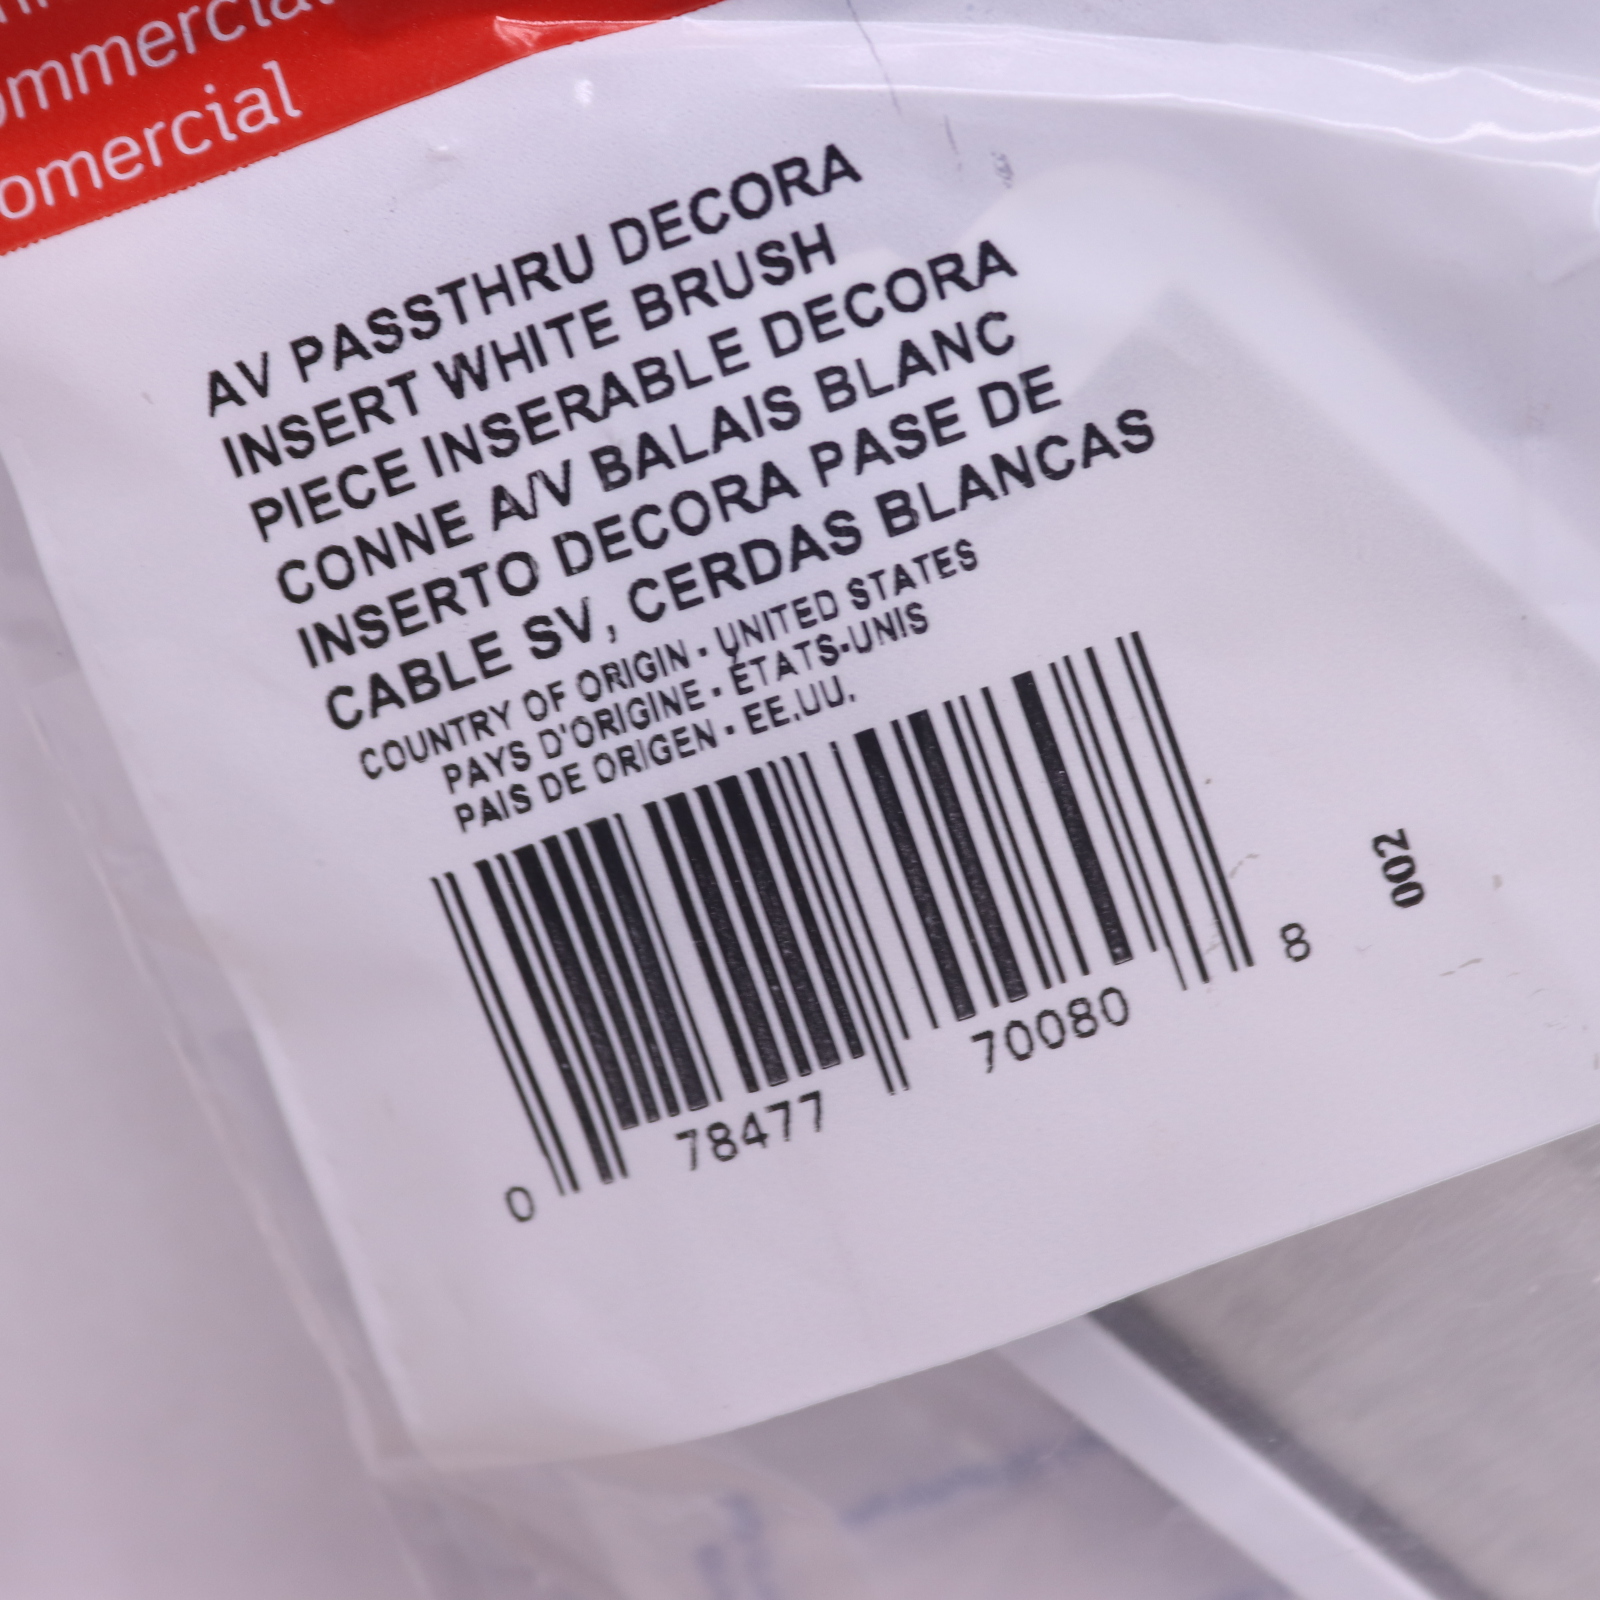 omercial
AV PASSTHRU DECORA
INSERT WHITE BRUSH
PIECE INSERABLE DECORA
CONNE A/V BALAIS BLANC
INSERTO DECORA PASE DE
CABLE SV, CERDAS BLANCAS
COUNTRY OF ORIGIN - UNITED STATES
PAYS D'ORIGINE - ÉTATS-UNIS
PAIS DE ORIGEN - EE.UU.
0 78477 70080 8
002